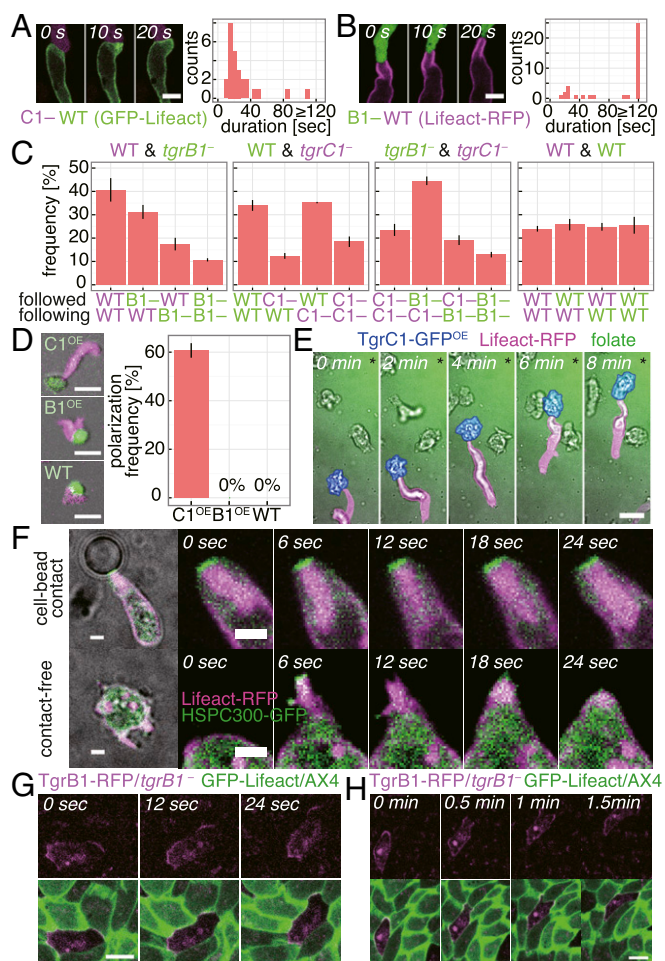 A
0 s
10 s
20 s
C1– WT (GFP-Lifeact)
counts
0
2
4
6
8
0 40 80 ≥120
duration [sec]
B
0 s
10 s
20 s
B1–WT (Lifeact-RFP)
counts
0
10
20
0 40 80 ≥120
duration [sec]
C
WT & tgrB1⁻
WT & tgrC1⁻
tgrB1⁻ & tgrC1⁻
WT & WT
frequency [%]
50
40
30
20
10
0
followed WT B1– WT B1– WT C1– WT C1– C1– B1– C1– B1– WT WT WT WT
following WT WT B1– B1– WT WT C1– C1– C1– C1– B1– B1– WT WT WT WT
D
C1ᴼᴱ
B1ᴼᴱ
WT
polarization
frequency [%]
60
40
20
0
0% 0%
C1ᴼᴱ B1ᴼᴱ WT
E
TgrC1-GFPᴼᴱ Lifeact-RFP folate
0 min *
2 min *
4 min *
6 min *
8 min *
F
cell-bead
contact
0 sec
6 sec
12 sec
18 sec
24 sec
contact-free
0 sec
6 sec
12 sec
18 sec
24 sec
Lifeact-RFP
HSPC300-GFP
G
TgrB1-RFP/tgrB1⁻ GFP-Lifeact/AX4
0 sec
12 sec
24 sec
H
TgrB1-RFP/tgrB1⁻ GFP-Lifeact/AX4
0 min
0.5 min
1 min
1.5min